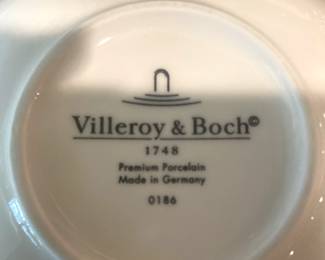 Villeroy & Boch©
1748
Premium Porcelain
Made in Germany
0186